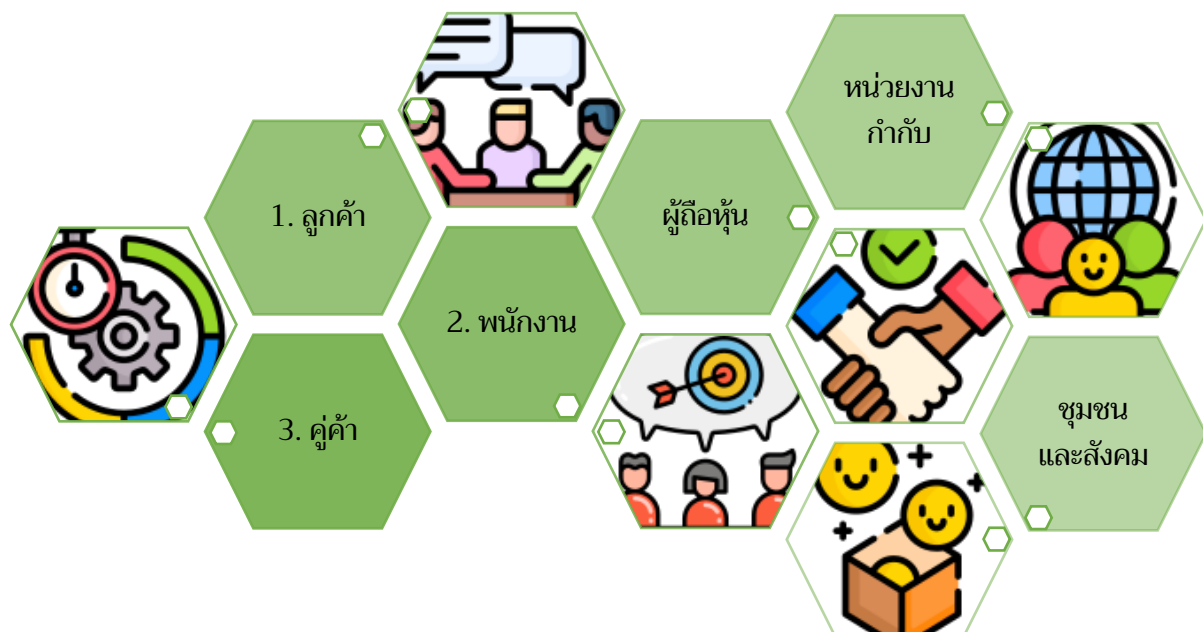 1. ลูกค้า
2. พนักงาน
3. คู่ค้า
ผู้ถือหุ้น
หน่วยงาน
กำกับ
ชุมชน
และสังคม